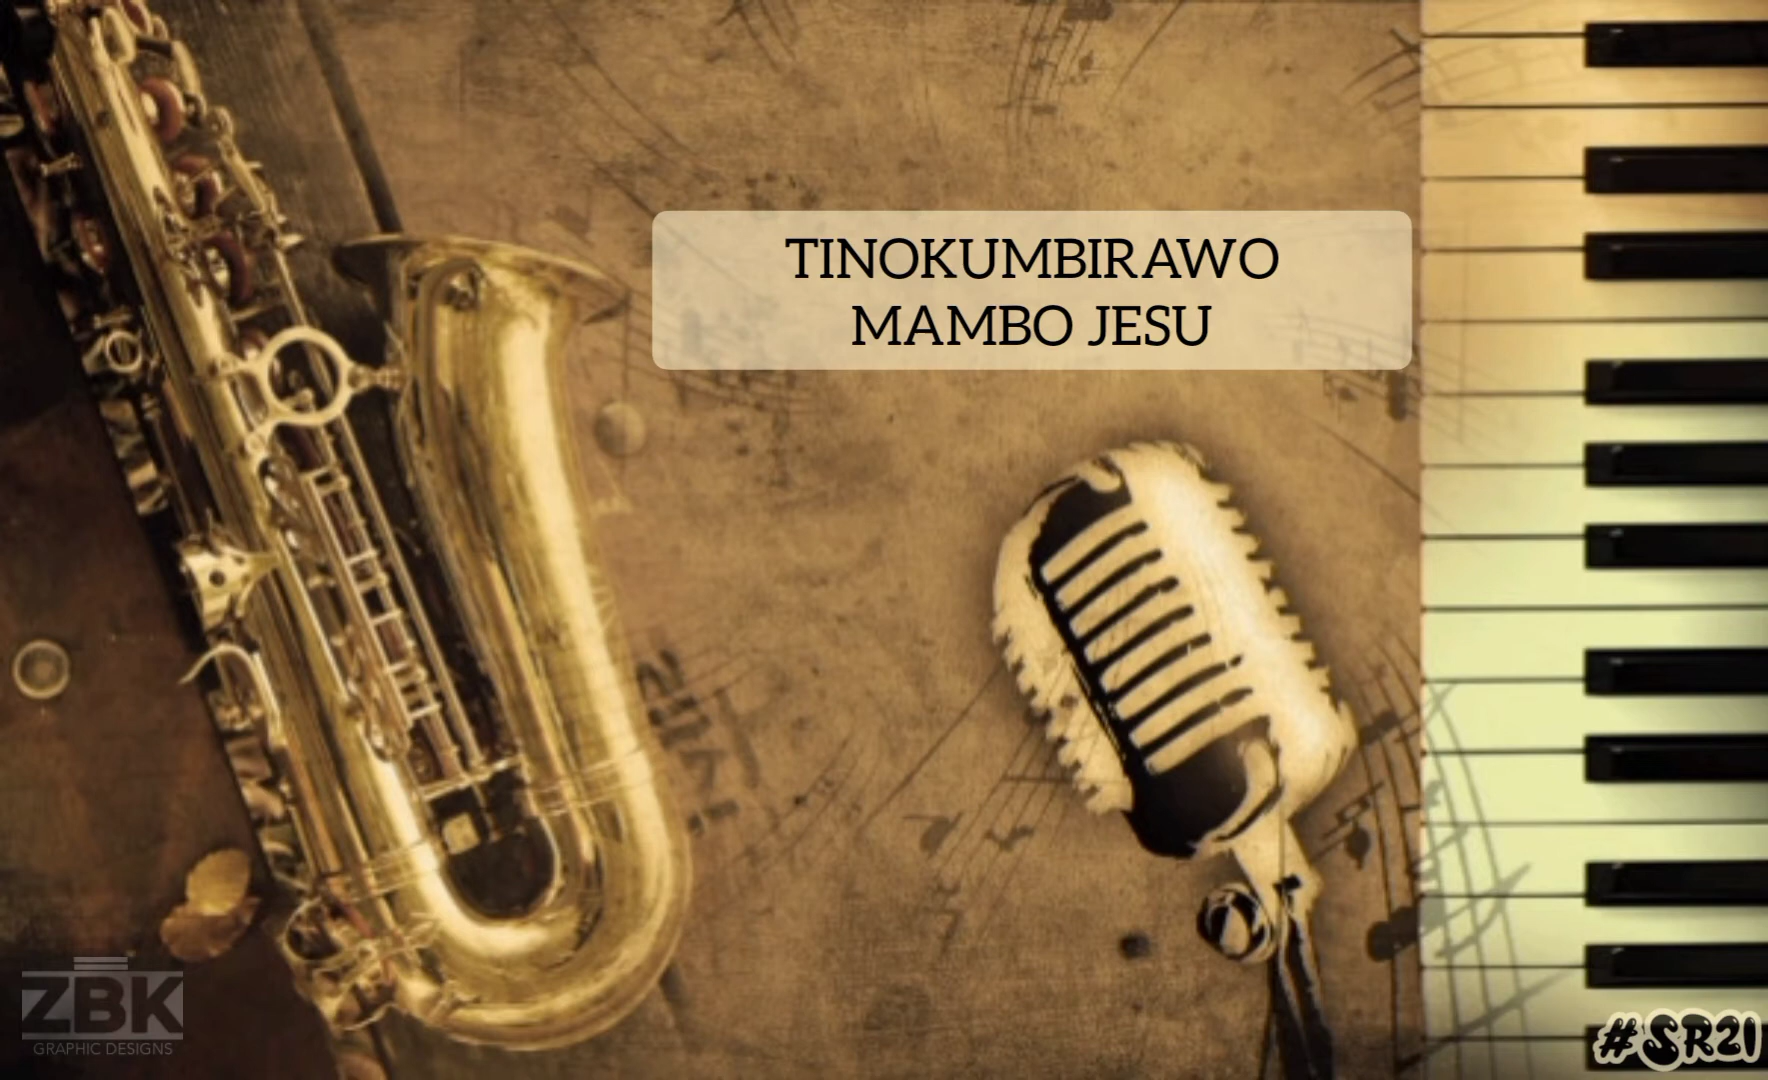 TINOKUMBIRAWO
MAMBO JESU
ZBK
GRAPHIC DESIGNS
#SR21